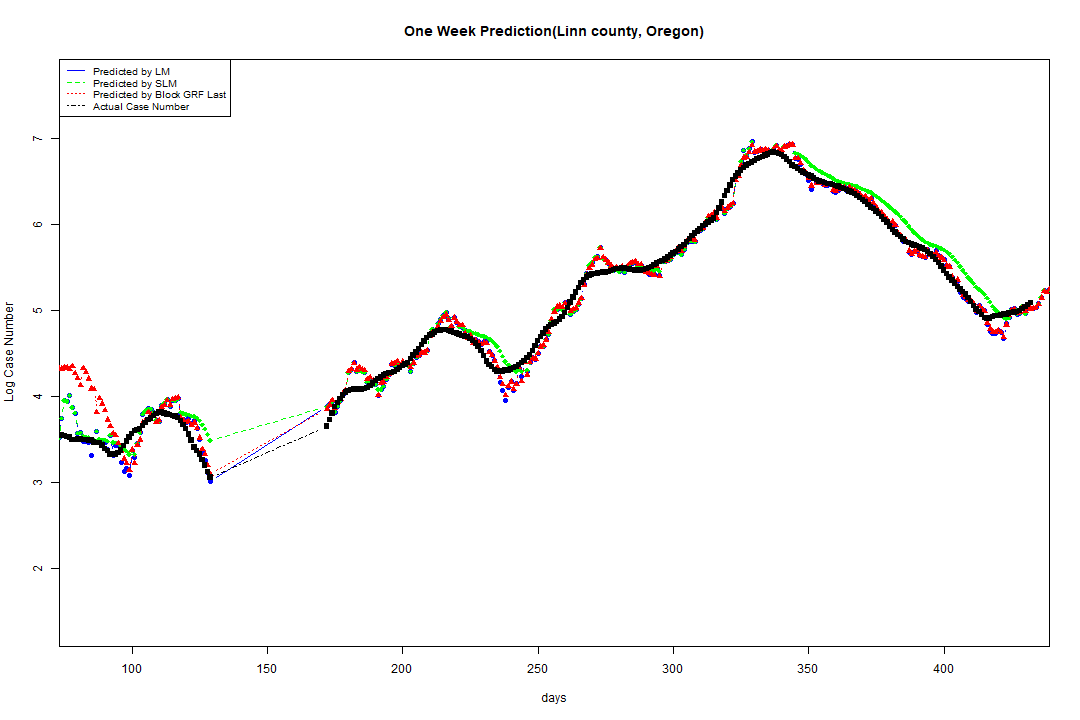 One Week Prediction(Linn county, Oregon)
Predicted by LM
Predicted by SLM
Predicted by Block GRF Last
Actual Case Number
7
6
5
4
3
2
Log Case Number
100 150 200 250 300 350 400
days